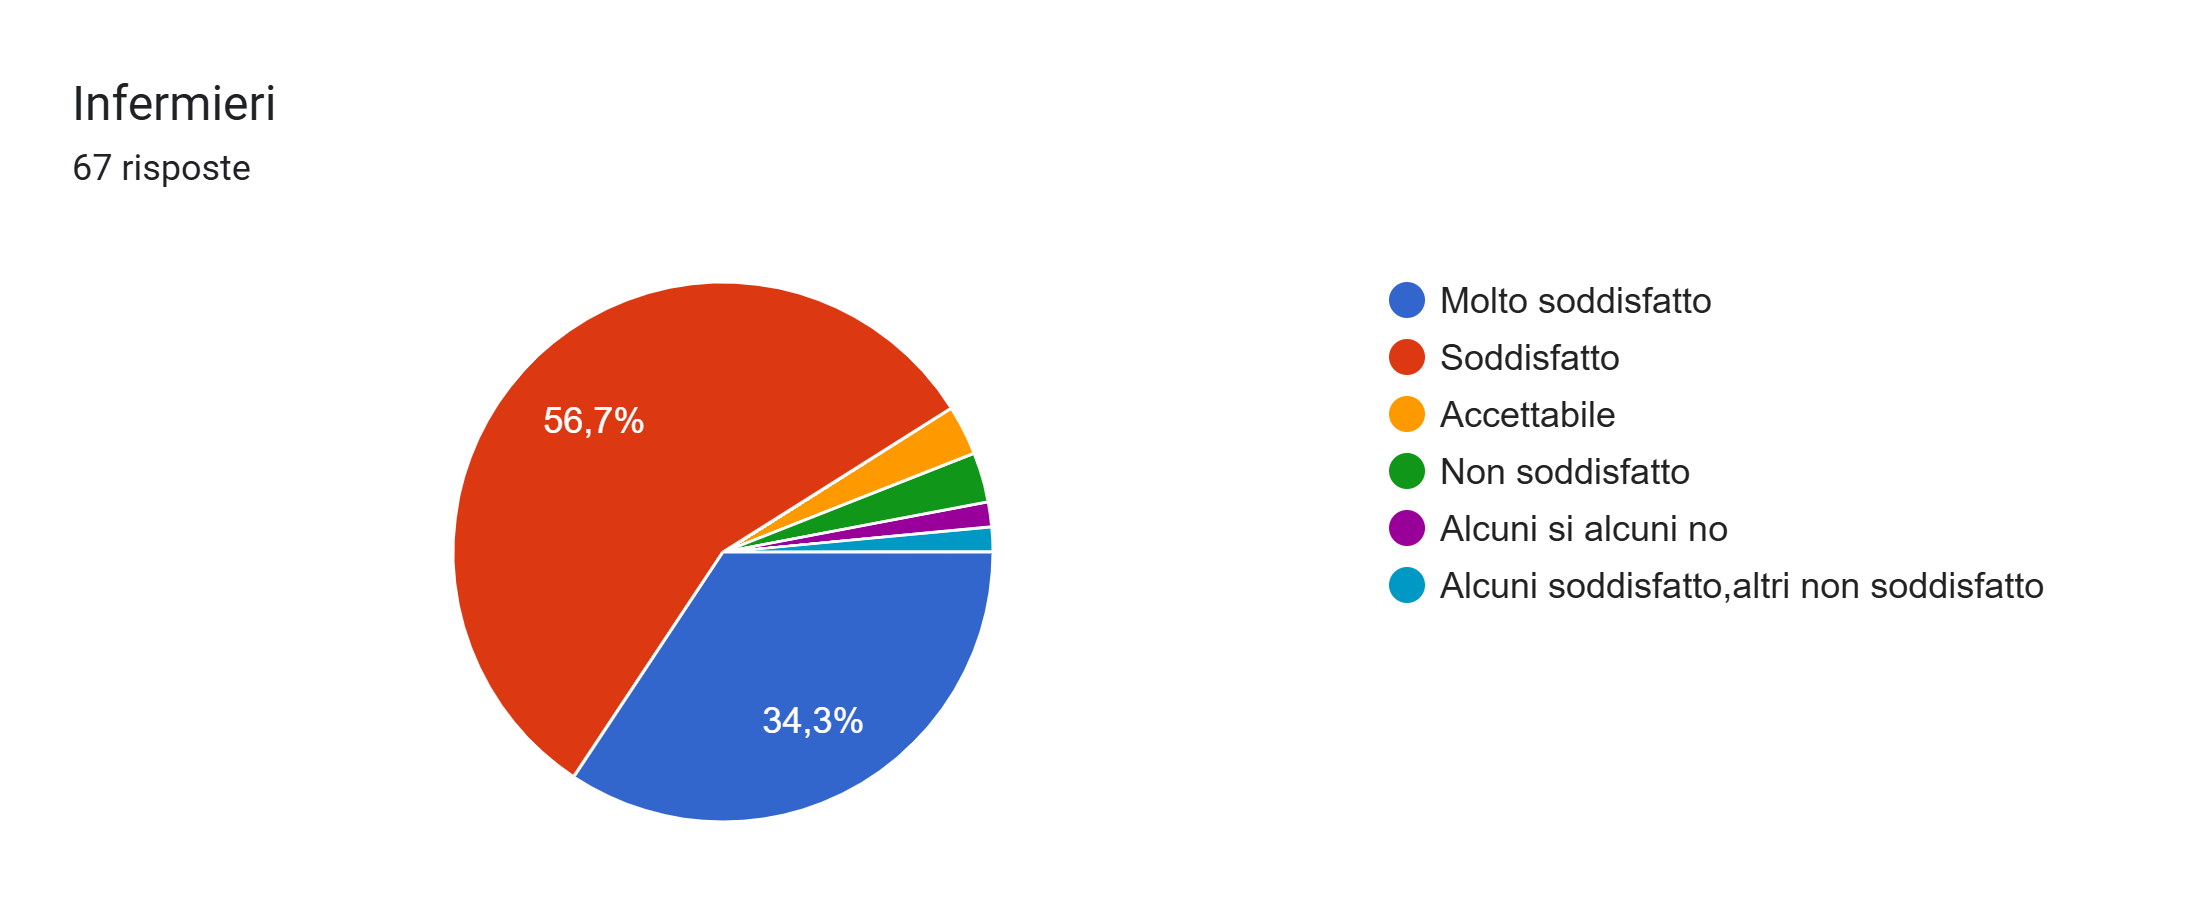 Infermieri
67 risposte
56,7%
34,3%
Molto soddisfatto
Soddisfatto
Accettabile
Non soddisfatto
Alcuni si alcuni no
Alcuni soddisfatto,altri non soddisfatto